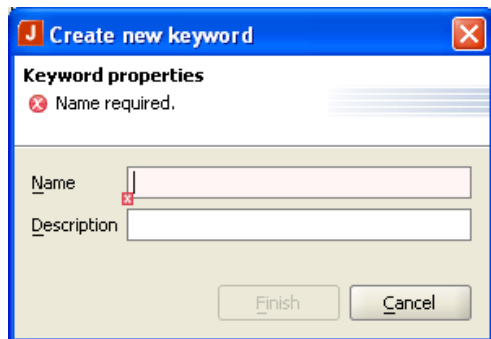 J Create new keyword
Keyword properties
Name required.
Name
Description
Finish Cancel